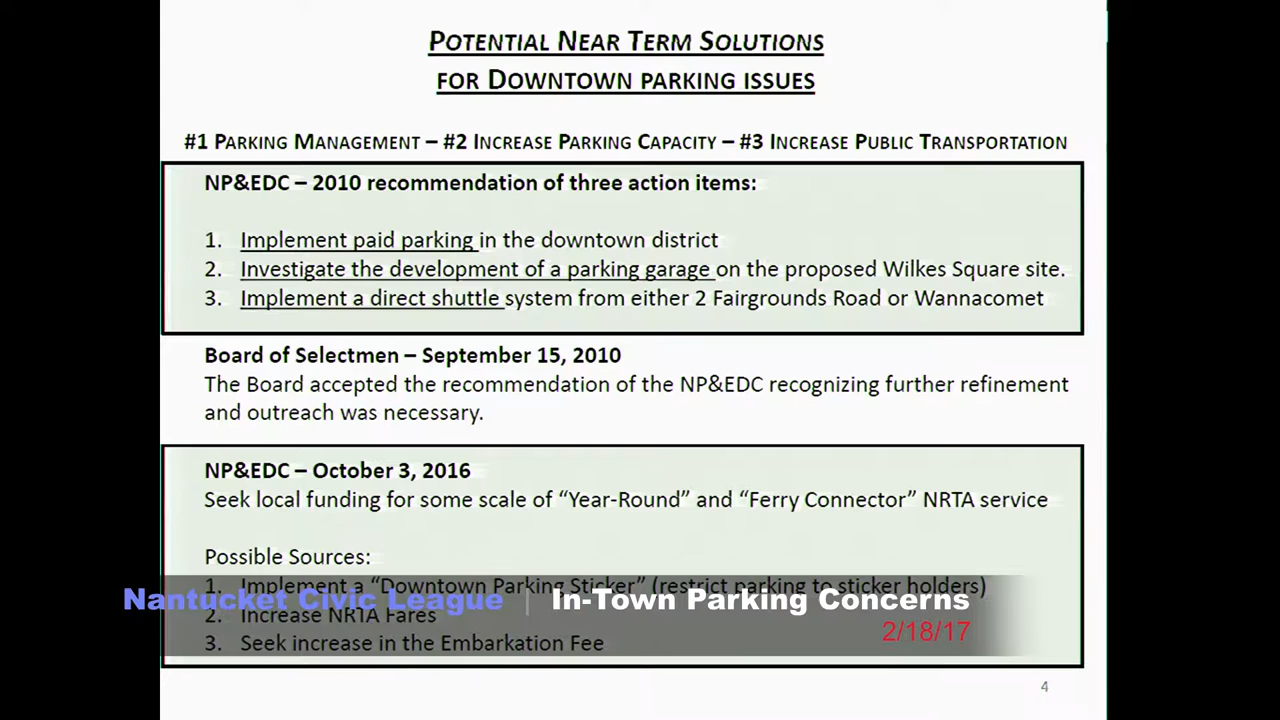 POTENTIAL NEAR TERM SOLUTIONS
FOR DOWNTOWN PARKING ISSUES
#1 PARKING MANAGEMENT – #2 INCREASE PARKING CAPACITY – #3 INCREASE PUBLIC TRANSPORTATION
NP&EDC – 2010 recommendation of three action items:
1. Implement paid parking in the downtown district
2. Investigate the development of a parking garage on the proposed Wilkes Square site.
3. Implement a direct shuttle system from either 2 Fairgrounds Road or Wannacomet
Board of Selectmen – September 15, 2010
The Board accepted the recommendation of the NP&EDC recognizing further refinement
and outreach was necessary.
NP&EDC – October 3, 2016
Seek local funding for some scale of “Year-Round” and “Ferry Connector” NRTA service
Possible Sources:
1. Implement a “Downtown Parking Sticker” (restrict parking to sticker holders)
Nantucket Civic League | In-Town Parking Concerns
2. Increase NRTA Fares
2/18/17
3. Seek increase in the Embarkation Fee
4